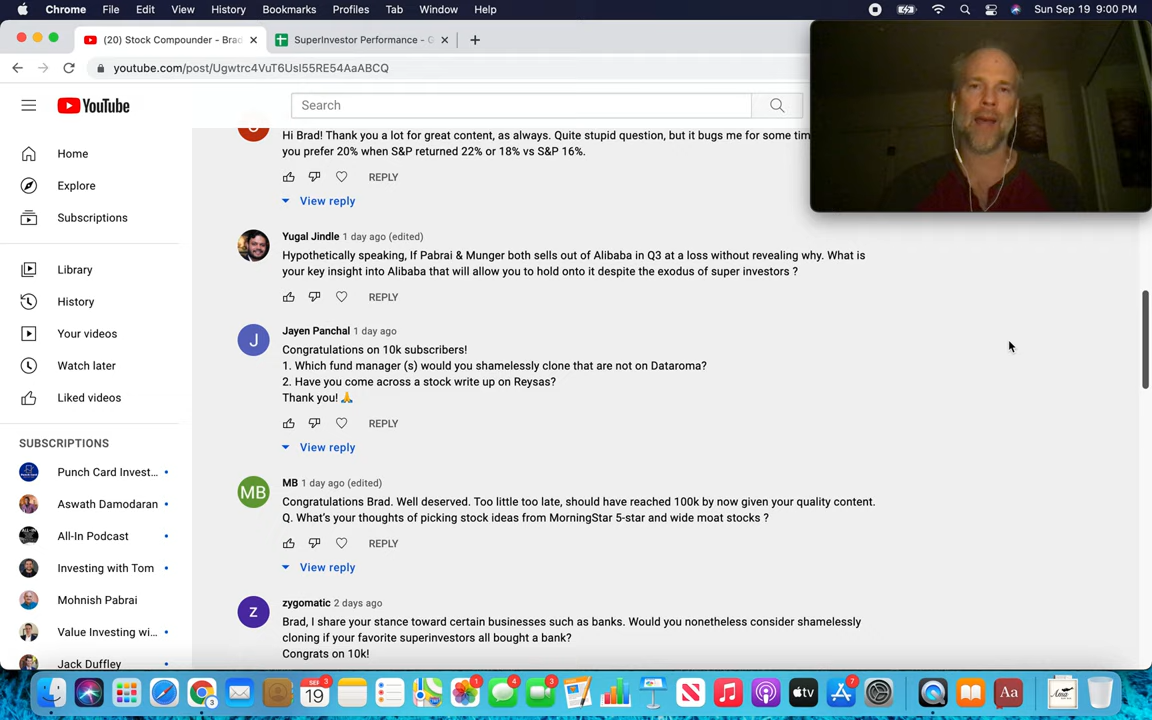 Chrome File Edit View History Bookmarks Profiles Tab Window Help
Sun Sep 19 9:00 PM
(20) Stock Compounder - Brad
SuperInvestor Performance - G
youtube.com/post/Ugwtrc4VuT6UsI55RE54AaABCQ
YouTube
Search
Home
Explore
Subscriptions
Library
History
Your videos
Watch later
Liked videos
SUBSCRIPTIONS
Punch Card Invest...
Aswath Damodaran
All-In Podcast
Investing with Tom
Mohnish Pabrai
Value Investing wi...
Jack Duffley
Hi Brad! Thank you a lot for great content, as always. Quite stupid question, but it bugs me for some tim
you prefer 20% when S&P returned 22% or 18% vs S&P 16%.
REPLY
View reply
Yugal Jindle 1 day ago (edited)
Hypothetically speaking, If Pabrai & Munger both sells out of Alibaba in Q3 at a loss without revealing why. What is
your key insight into Alibaba that will allow you to hold onto it despite the exodus of super investors ?
REPLY
J
Jayen Panchal 1 day ago
Congratulations on 10k subscribers!
1. Which fund manager (s) would you shamelessly clone that are not on Dataroma?
2. Have you come across a stock write up on Reysas?
Thank you! 🙏
REPLY
View reply
MB
MB 1 day ago (edited)
Congratulations Brad. Well deserved. Too little too late, should have reached 100k by now given your quality content.
Q. What's your thoughts of picking stock ideas from MorningStar 5-star and wide moat stocks ?
REPLY
View reply
Z
zygomatic 2 days ago
Brad, I share your stance toward certain businesses such as banks. Would you nonetheless consider shamelessly
cloning if your favorite superinvestors all bought a bank?
Congrats on 10k!
SEP 3
19
3
1
4
3
tv
7
Aa